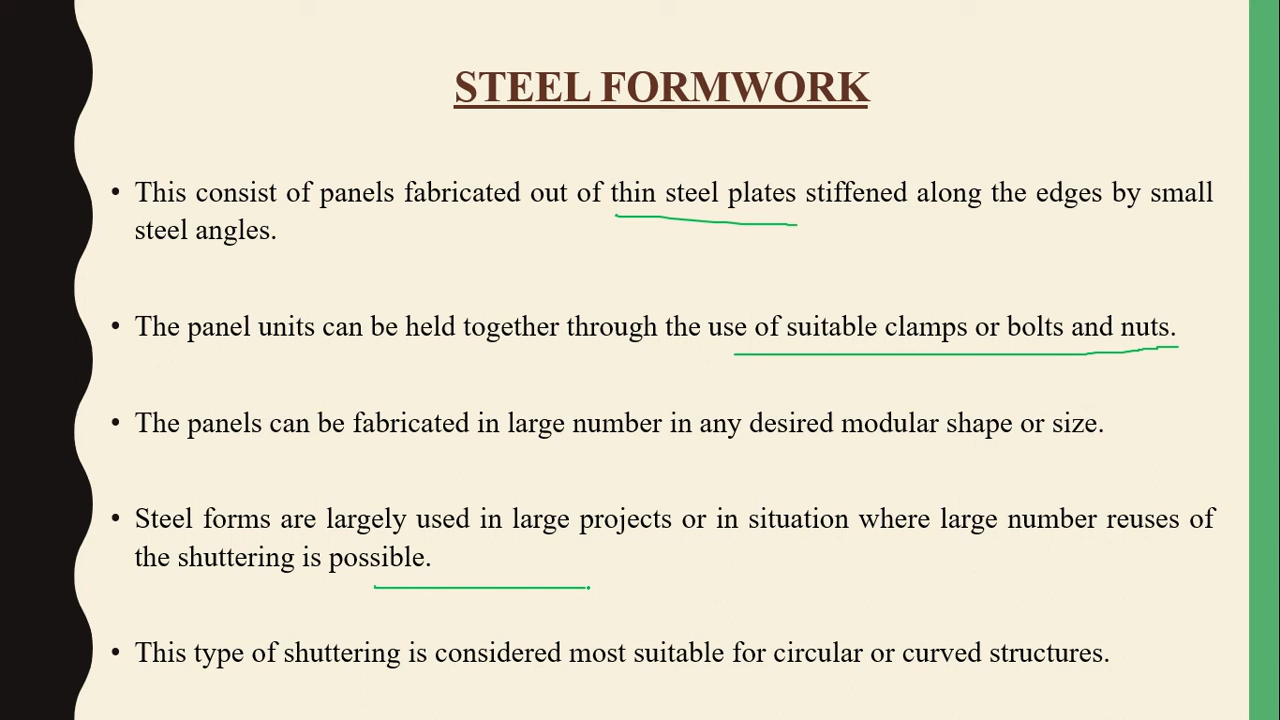 STEEL FORMWORK
• This consist of panels fabricated out of thin steel plates stiffened along the edges by small
steel angles.
• The panel units can be held together through the use of suitable clamps or bolts and nuts.
• The panels can be fabricated in large number in any desired modular shape or size.
• Steel forms are largely used in large projects or in situation where large number reuses of
the shuttering is possible.
• This type of shuttering is considered most suitable for circular or curved structures.